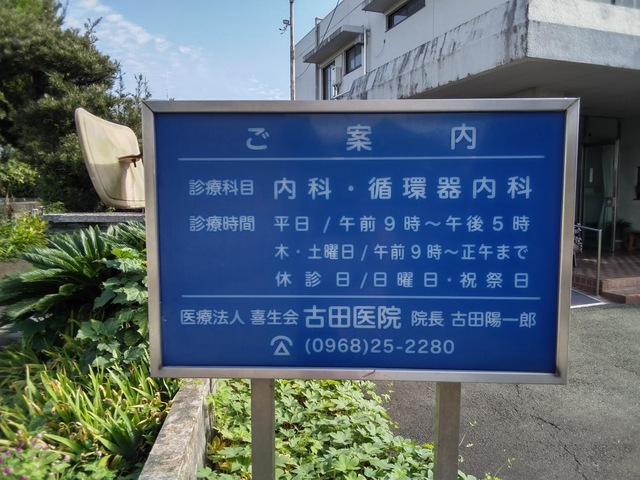 ご案内
診療科目 内科・循環器内科
診療時間 平日/午前9時～午後5時
木・土曜日/午前9時～正午まで
休診日/日曜日・祝祭日
医療法人 喜生会 古田医院 院長 古田陽一郎
(0968)25-2280